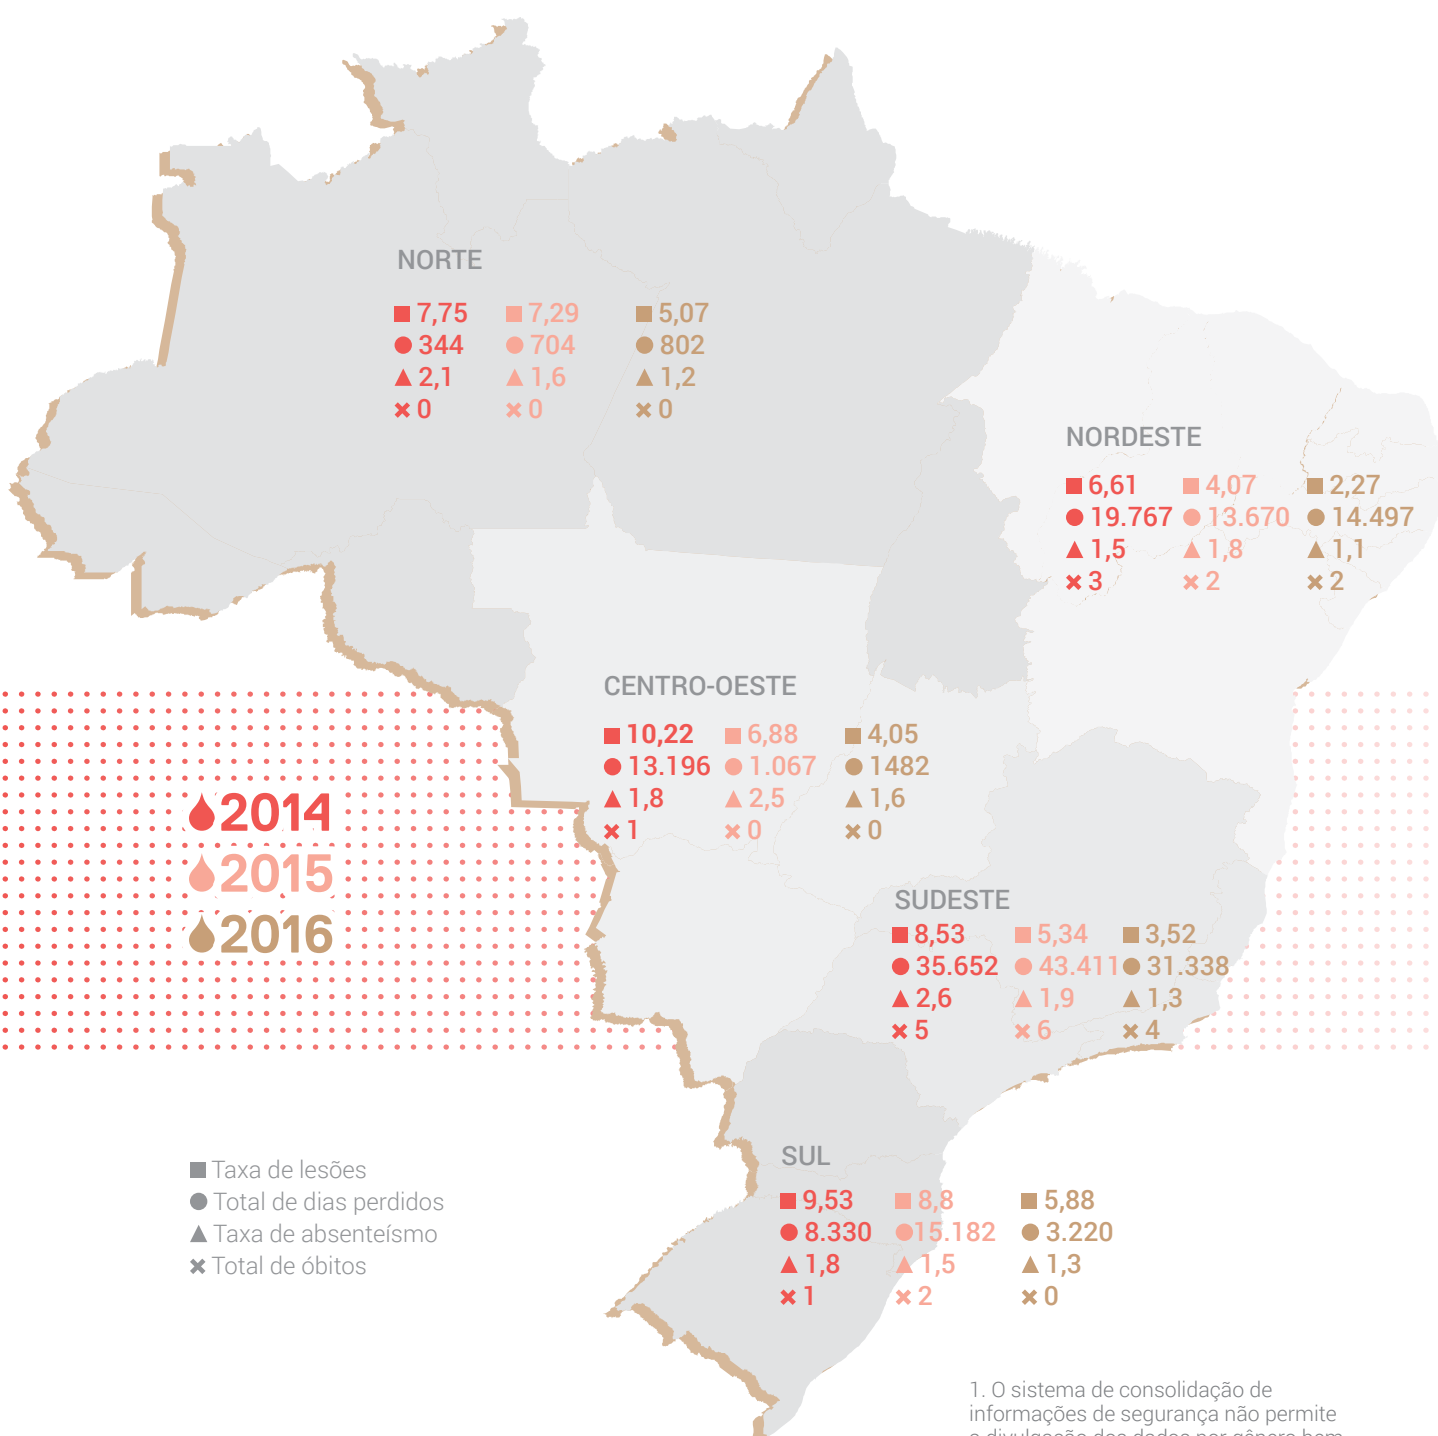 NORTE
7,75 7,29 5,07
344 704 802
2,1 1,6 1,2
0 0 0
NORDESTE
6,61 4,07 2,27
19.767 13.670 14.497
1,5 1,8 1,1
3 2 2
CENTRO-OESTE
10,22 6,88 4,05
13.196 1.067 1482
1,8 2,5 1,6
1 0 0
2014
2015
2016
SUDESTE
8,53 5,34 3,52
35.652 43.411 31.338
2,6 1,9 1,3
5 6 4
SUL
9,53 8,8 5,88
8.330 15.182 3.220
1,8 1,5 1,3
1 2 0
Taxa de lesões
Total de dias perdidos
Taxa de absenteísmo
Total de óbitos
1. O sistema de consolidação de
informações de segurança não permite
a divulgação dos dados por gênero bem